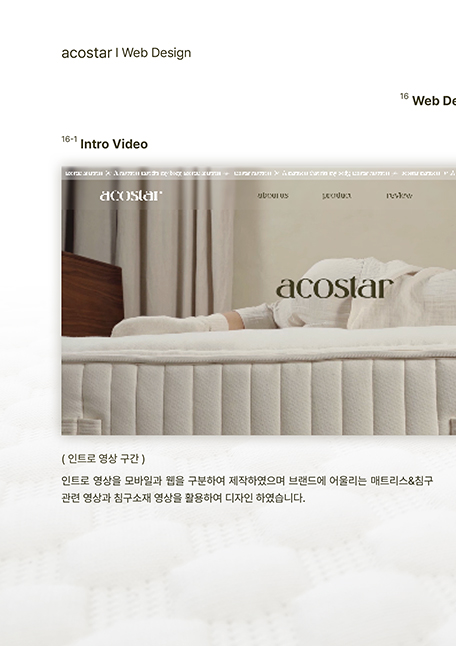 acostar | Web Design
16 Web De
16-1 Intro Video
acostar
about us product review
acostar
( 인트로 영상 구간 )
인트로 영상을 모바일과 웹을 구분하여 제작하였으며 브랜드에 어울리는 매트리스&침구
관련 영상과 침구소재 영상을 활용하여 디자인 하였습니다.